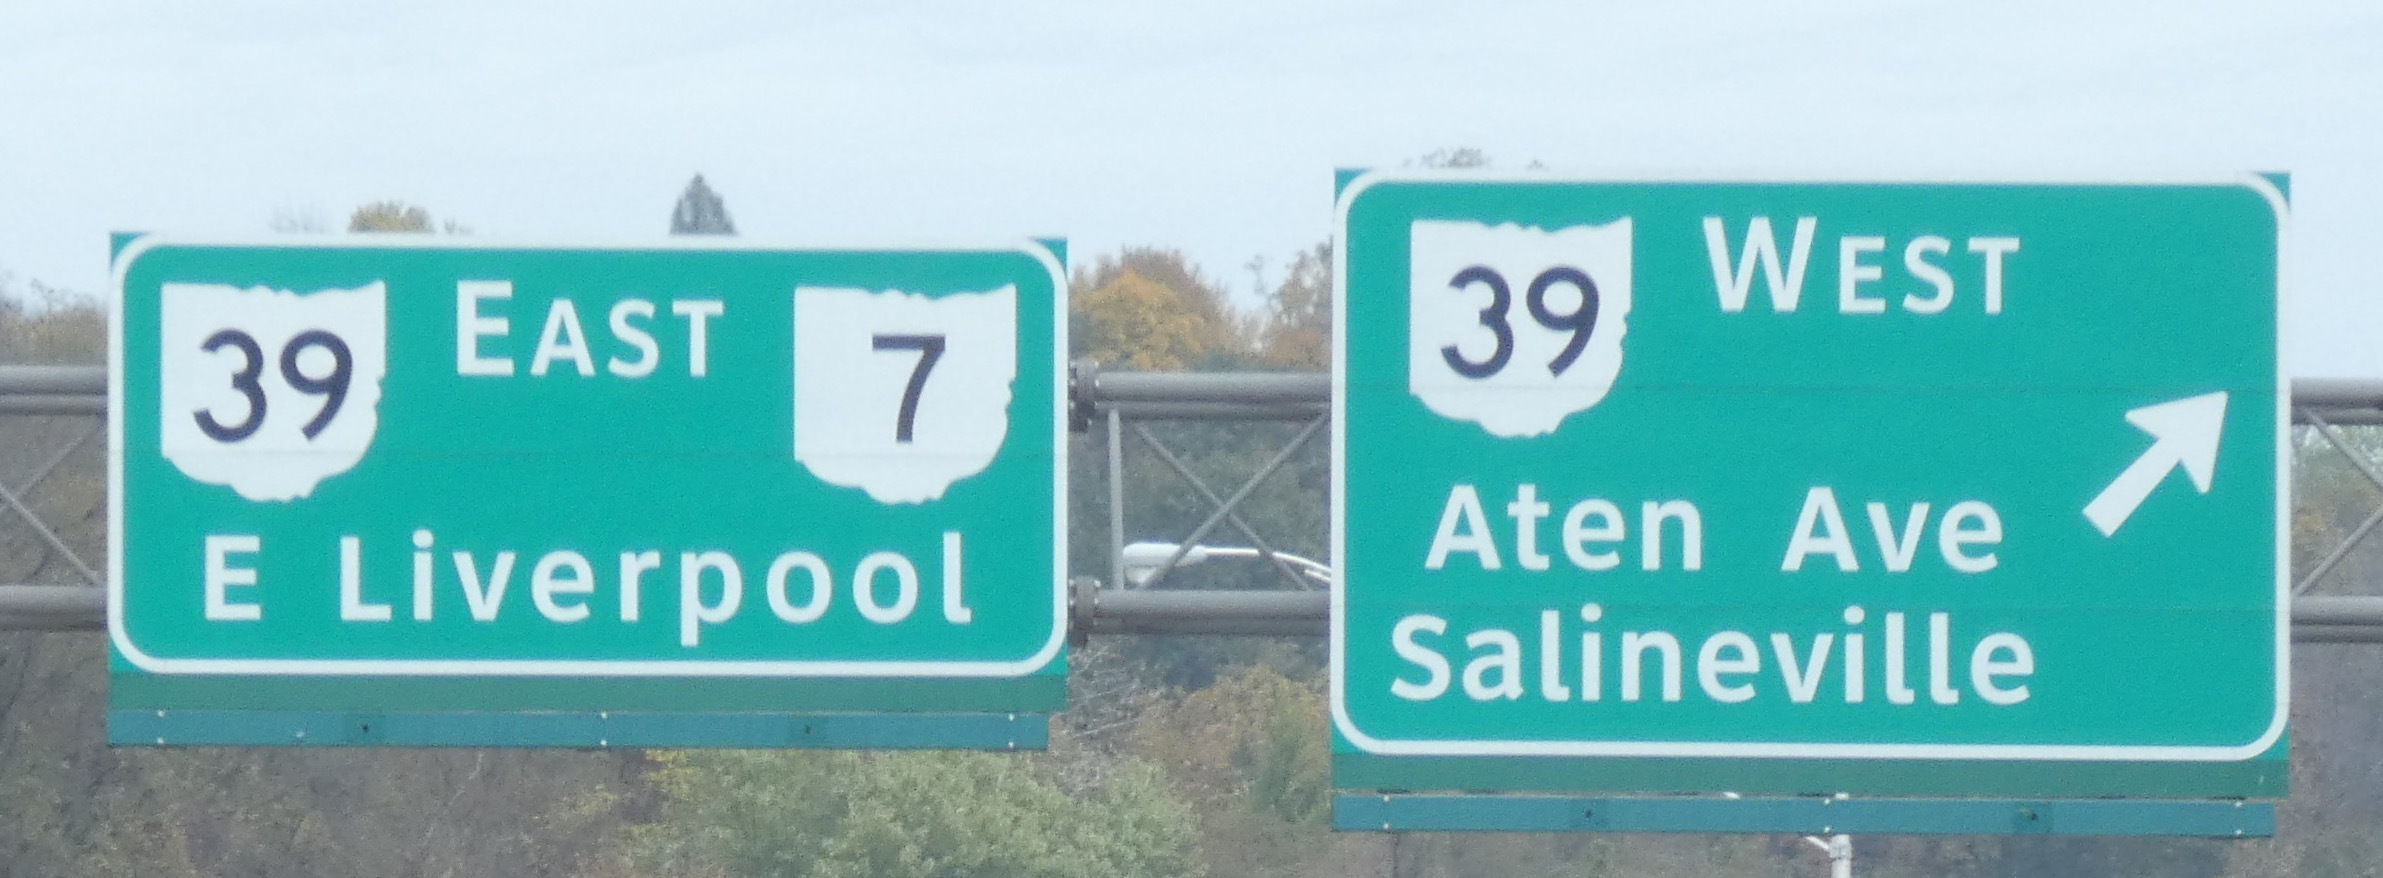 39 EAST 7
E Liverpool
39 WEST
Aten Ave
Salineville